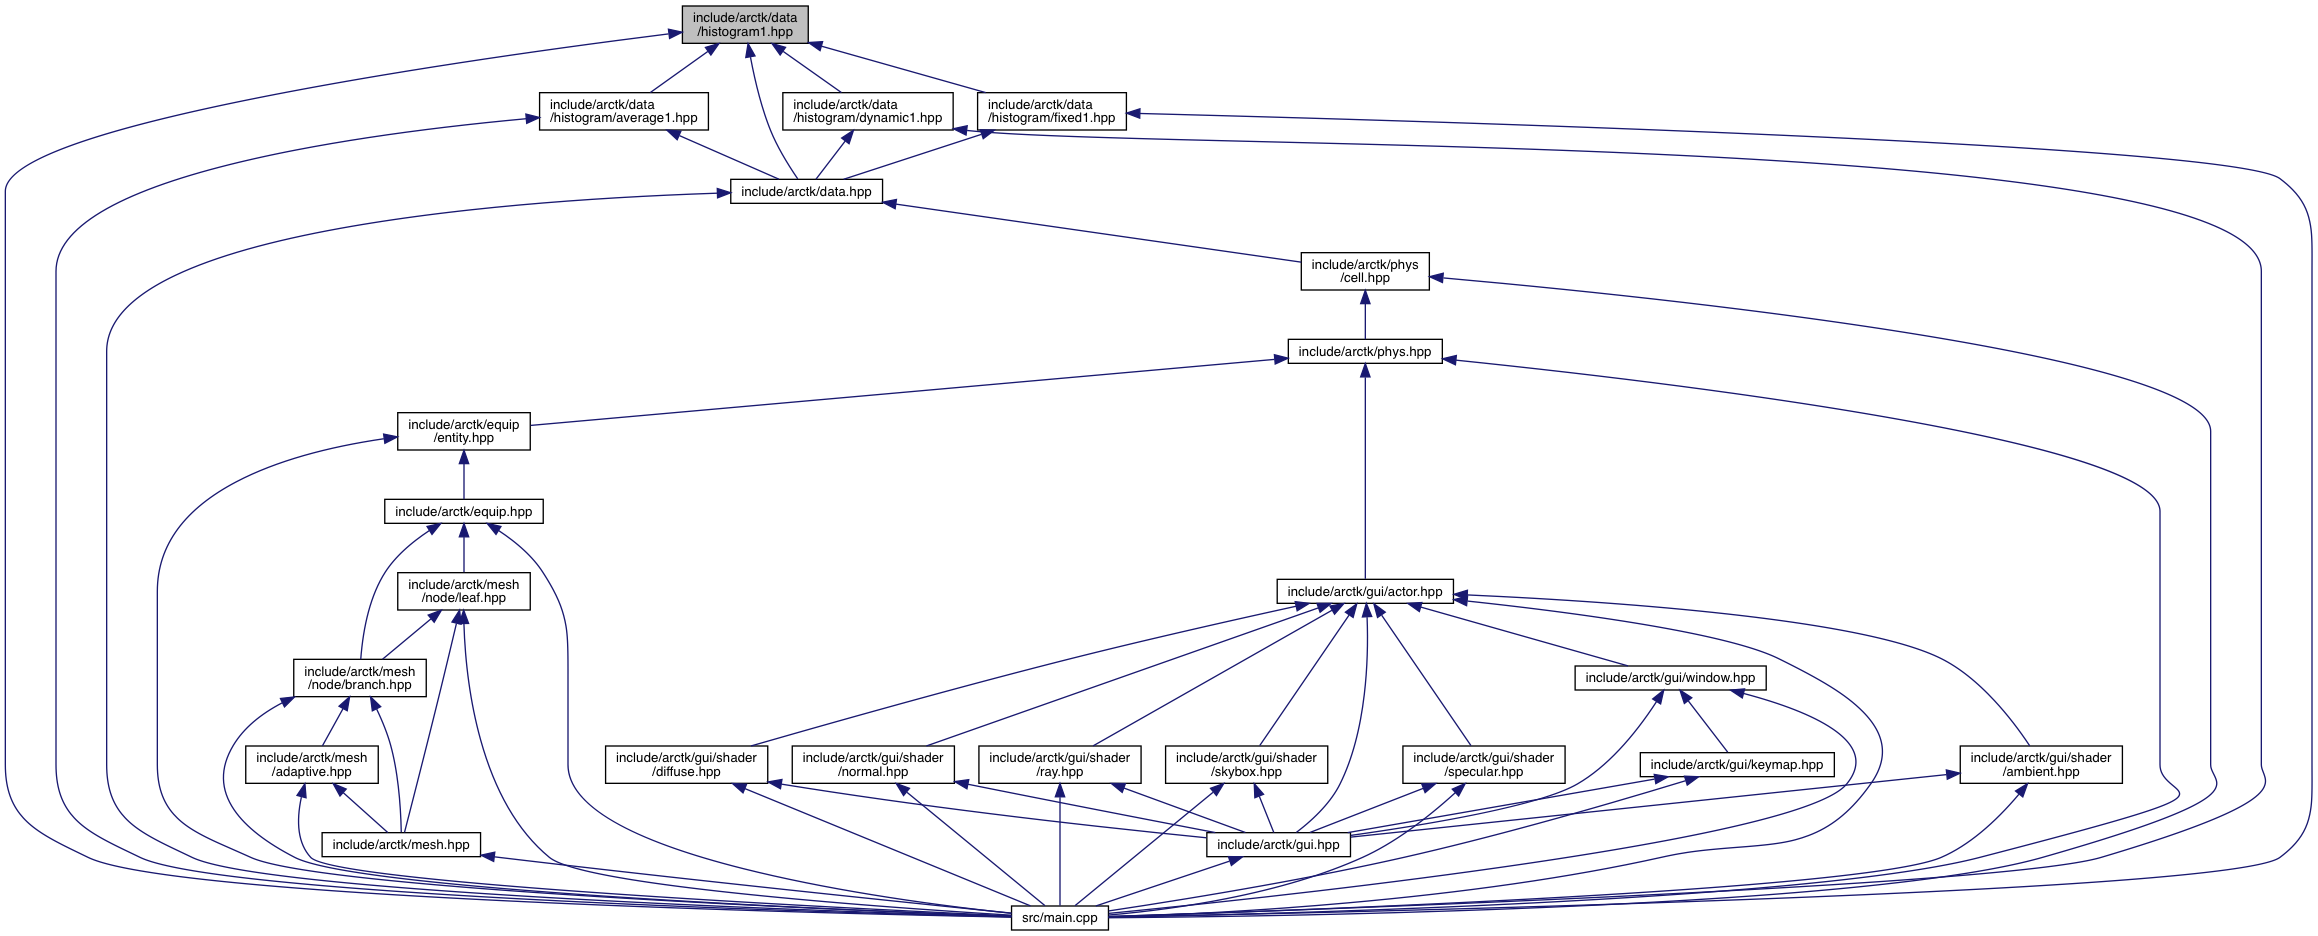 include/arctk/data
/histogram1.hpp
include/arctk/data
/histogram/average1.hpp
include/arctk/data
/histogram/dynamic1.hpp
include/arctk/data
/histogram/fixed1.hpp
include/arctk/data.hpp
include/arctk/phys
/cell.hpp
include/arctk/phys.hpp
include/arctk/equip
/entity.hpp
include/arctk/equip.hpp
include/arctk/mesh
/node/leaf.hpp
include/arctk/gui/actor.hpp
include/arctk/mesh
/node/branch.hpp
include/arctk/gui/window.hpp
include/arctk/mesh
/adaptive.hpp
include/arctk/gui/shader
/diffuse.hpp
include/arctk/gui/shader
/normal.hpp
include/arctk/gui/shader
/ray.hpp
include/arctk/gui/shader
/skybox.hpp
include/arctk/gui/shader
/specular.hpp
include/arctk/gui/keymap.hpp
include/arctk/gui/shader
/ambient.hpp
include/arctk/mesh.hpp
include/arctk/gui.hpp
src/main.cpp